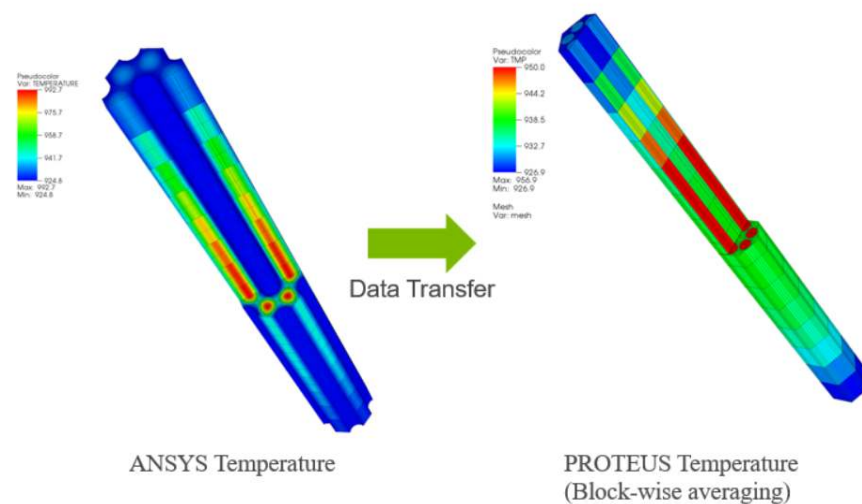 Pseudocolor
Var: TEMPERATURE
992.7
975.7
958.7
941.7
924.8
Max: 992.7
Min: 924.8
Data Transfer
ANSYS Temperature
Pseudocolor
Var: TMP
950.0
944.2
938.5
932.7
926.9
Max: 956.9
Min: 926.9
Mesh
Var: mesh
PROTEUS Temperature
(Block-wise averaging)